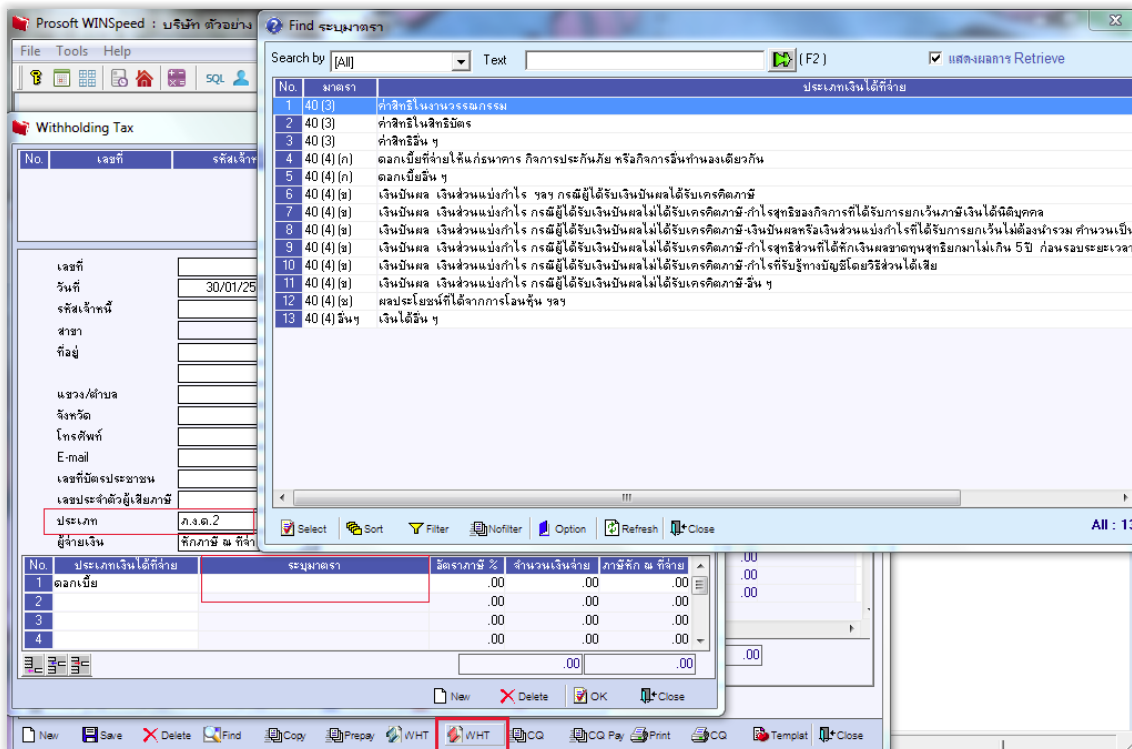 Prosoft WINSpeed : บริษัท ตัวอย่าง
File Tools Help
SQL
Find ระบุมาตรา
Search by [All] Text (F2) แสดงผลการ Retrieve
No. มาตรา ประเภทเงินได้ที่จ่าย
1 40 (3) ค่าสิทธิในงานวรรณกรรม
2 40 (3) ค่าสิทธิในสิทธิบัตร
3 40 (3) ค่าสิทธิอื่น ๆ
4 40 (4) (ก) ดอกเบี้ยที่จ่ายให้แก่ธนาคาร กิจการประกันภัย หรือกิจการอื่นทำนองเดียวกัน
5 40 (4) (ก) ดอกเบี้ยอื่น ๆ
6 40 (4) (ข) เงินปันผล เงินส่วนแบ่งกำไร ฯลฯ กรณีผู้ได้รับเงินปันผลได้รับเครดิตภาษี
7 40 (4) (ข) เงินปันผล เงินส่วนแบ่งกำไร กรณีผู้ได้รับเงินปันผลไม่ได้รับเครดิตภาษี-กำไรสุทธิของกิจการที่ได้รับการยกเว้นภาษีเงินได้นิติบุคคล
8 40 (4) (ข) เงินปันผล เงินส่วนแบ่งกำไร กรณีผู้ได้รับเงินปันผลไม่ได้รับเครดิตภาษี-เงินปันผลหรือเงินส่วนแบ่งกำไรที่ได้รับการยกเว้นไม่ต้องนำรวม คำนวนเป็น
9 40 (4) (ข) เงินปันผล เงินส่วนแบ่งกำไร กรณีผู้ได้รับเงินปันผลไม่ได้รับเครดิตภาษี-กำไรสุทธิส่วนที่ได้หักเงินผลขาดทุนสุทธิยกมาไม่เกิน 5 ปี ก่อนรอบระยะเวลา
10 40 (4) (ข) เงินปันผล เงินส่วนแบ่งกำไร กรณีผู้ได้รับเงินปันผลไม่ได้รับเครดิตภาษี-กำไรที่รับรู้ทางบัญชีโดยวิธีส่วนได้เสีย
11 40 (4) (ข) เงินปันผล เงินส่วนแบ่งกำไร กรณีผู้ได้รับเงินปันผลไม่ได้รับเครดิตภาษี-อื่น ๆ
12 40 (4) (ช) ผลประโยชน์ที่ได้จากการโอนหุ้น ฯลฯ
13 40 (4) อื่นๆ เงินได้อื่น ๆ
Select Sort Filter Nofilter Option Refresh Close All : 13
Withholding Tax
No. เลขที่ รหัสเจ้าห
เลขที่
วันที่ 30/01/25
รหัสเจ้าหนี้
สาขา
ที่อยู่
แขวง/ตำบล
จังหวัด
โทรศัพท์
E-mail
เลขที่บัตรประชาชน
เลขประจำตัวผู้เสียภาษี
ประเภท ภ.ง.ด.2
ผู้จ่ายเงิน หักภาษี ณ ที่จ่า
No. ประเภทเงินได้ที่จ่าย ระบุมาตรา อัตราภาษี % จำนวนเงินจ่าย ภาษีหัก ณ ที่จ่าย
1 ดอกเบี้ย .00 .00 .00
2 .00 .00 .00
3 .00 .00 .00
4 .00 .00 .00
.00 .00
.00
.00
.00
.00
New Delete OK Close
New Save Delete Find Copy Prepay WHT WHT CQ CQ Pay Print CQ Templat Close